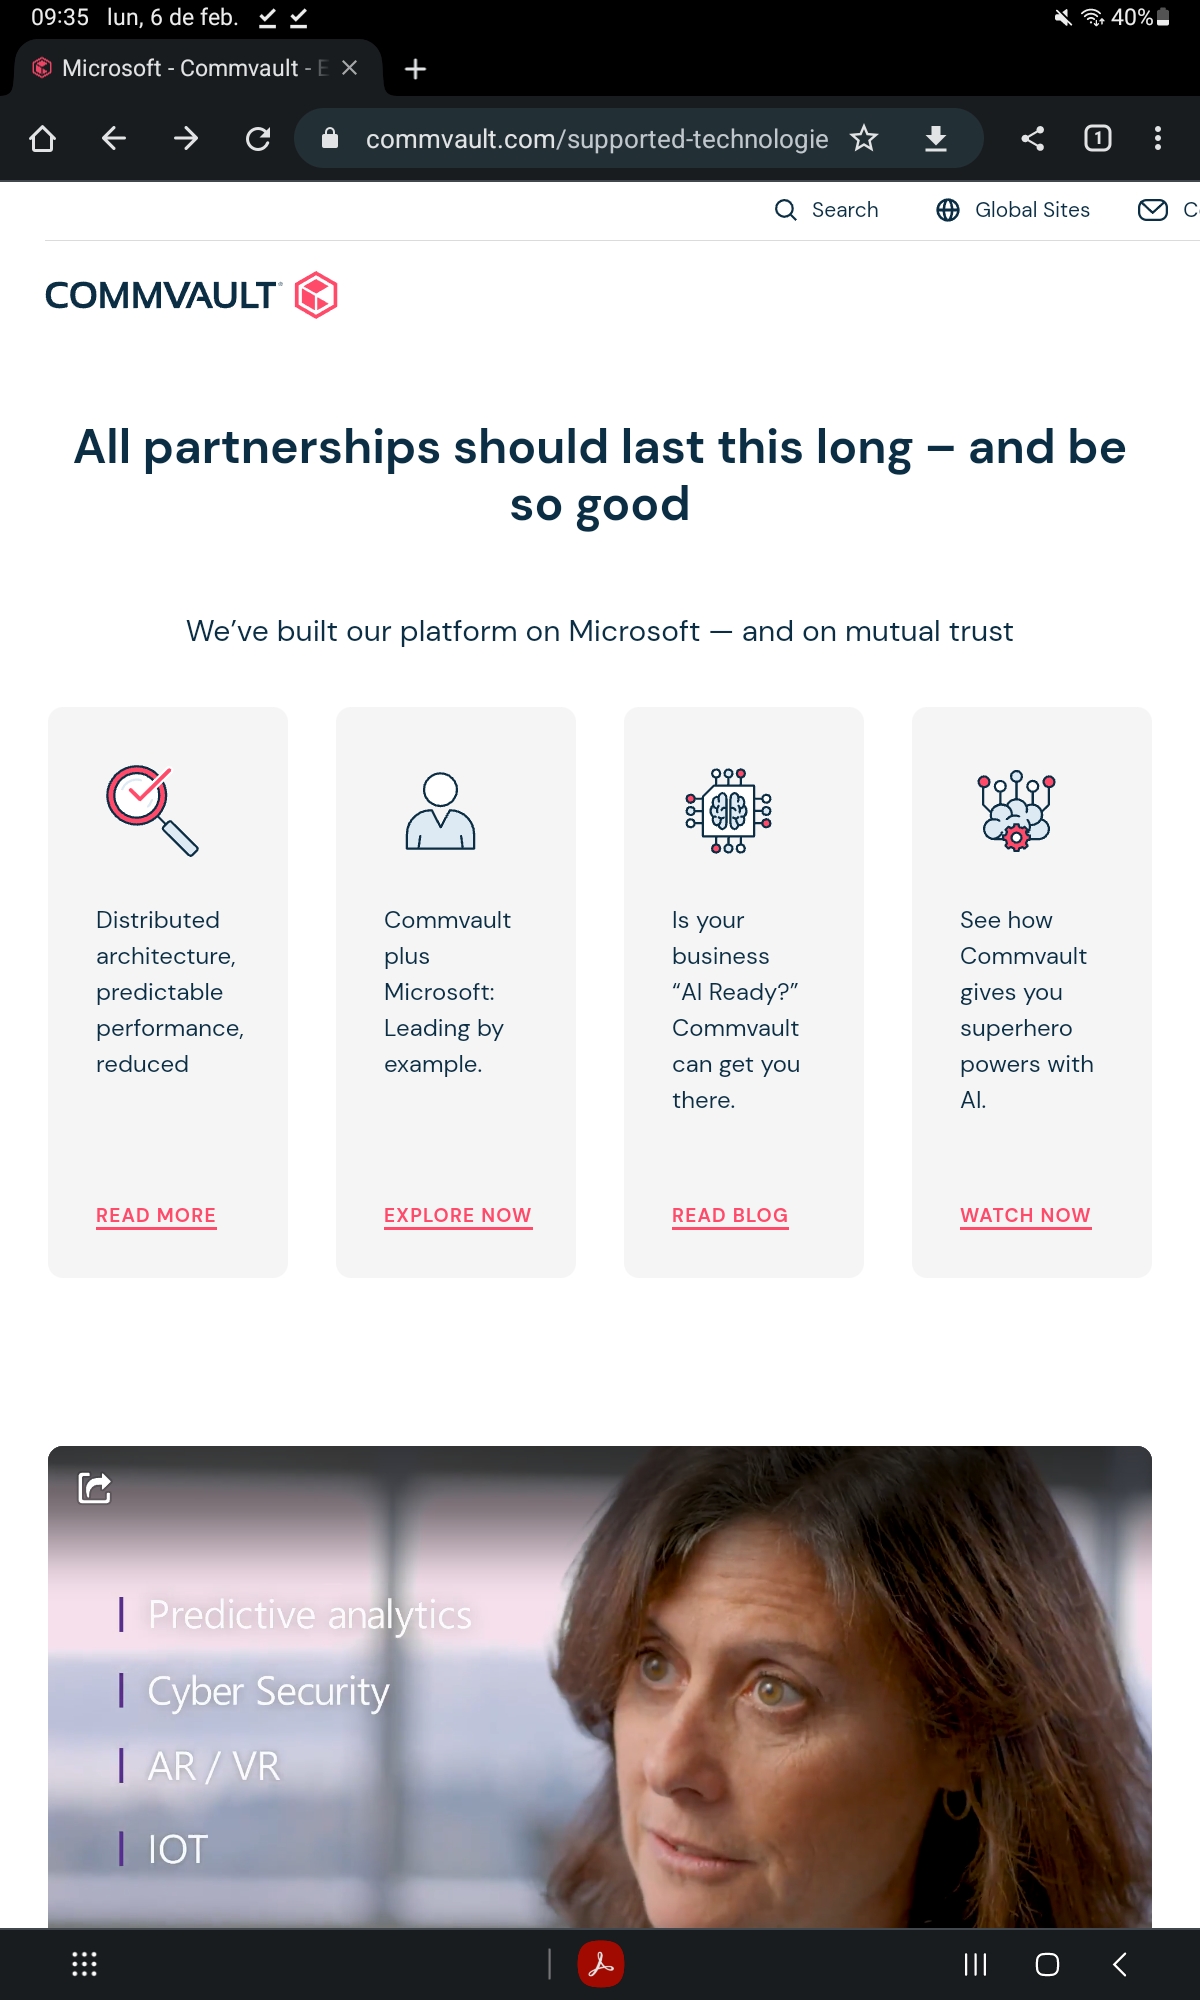 09:35 lun, 6 de feb.
40%
Microsoft - Commvault - E
commvault.com/supported-technologie
1
Search
Global Sites
C
COMMVAULT
All partnerships should last this long – and be
so good
We’ve built our platform on Microsoft — and on mutual trust
Distributed
architecture,
predictable
performance,
reduced
READ MORE
Commvault
plus
Microsoft:
Leading by
example.
EXPLORE NOW
Is your
business
“AI Ready?”
Commvault
can get you
there.
READ BLOG
See how
Commvault
gives you
superhero
powers with
AI.
WATCH NOW
Predictive analytics
Cyber Security
AR / VR
IOT